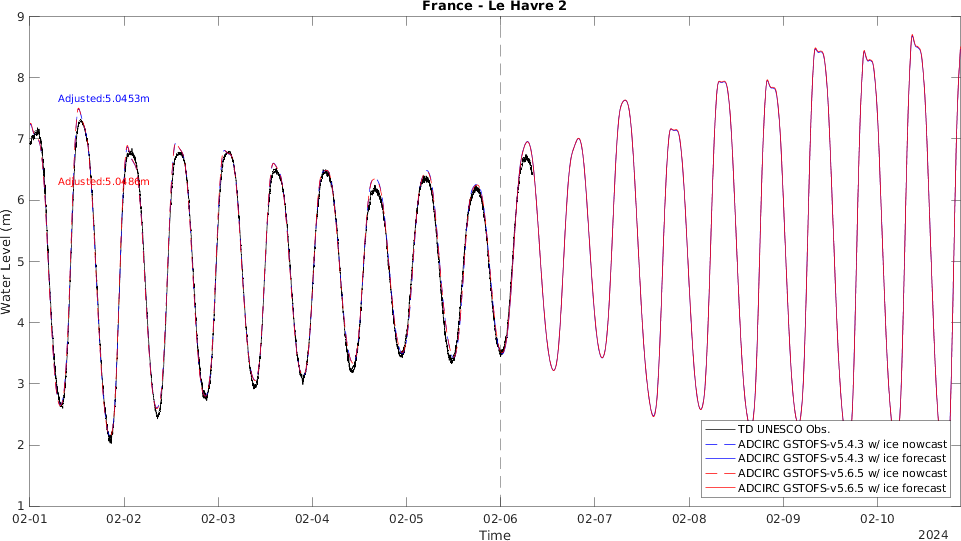 France - Le Havre 2
9
8
7
6
5
4
3
2
1
Water Level (m)
Adjusted:5.0453m
Adjusted:5.0486m
TD UNESCO Obs.
ADCIRC GSTOFS-v5.4.3 w/ ice nowcast
ADCIRC GSTOFS-v5.4.3 w/ ice forecast
ADCIRC GSTOFS-v5.6.5 w/ ice nowcast
ADCIRC GSTOFS-v5.6.5 w/ ice forecast
02-01 02-02 02-03 02-04 02-05 02-06 02-07 02-08 02-09 02-10
Time
2024